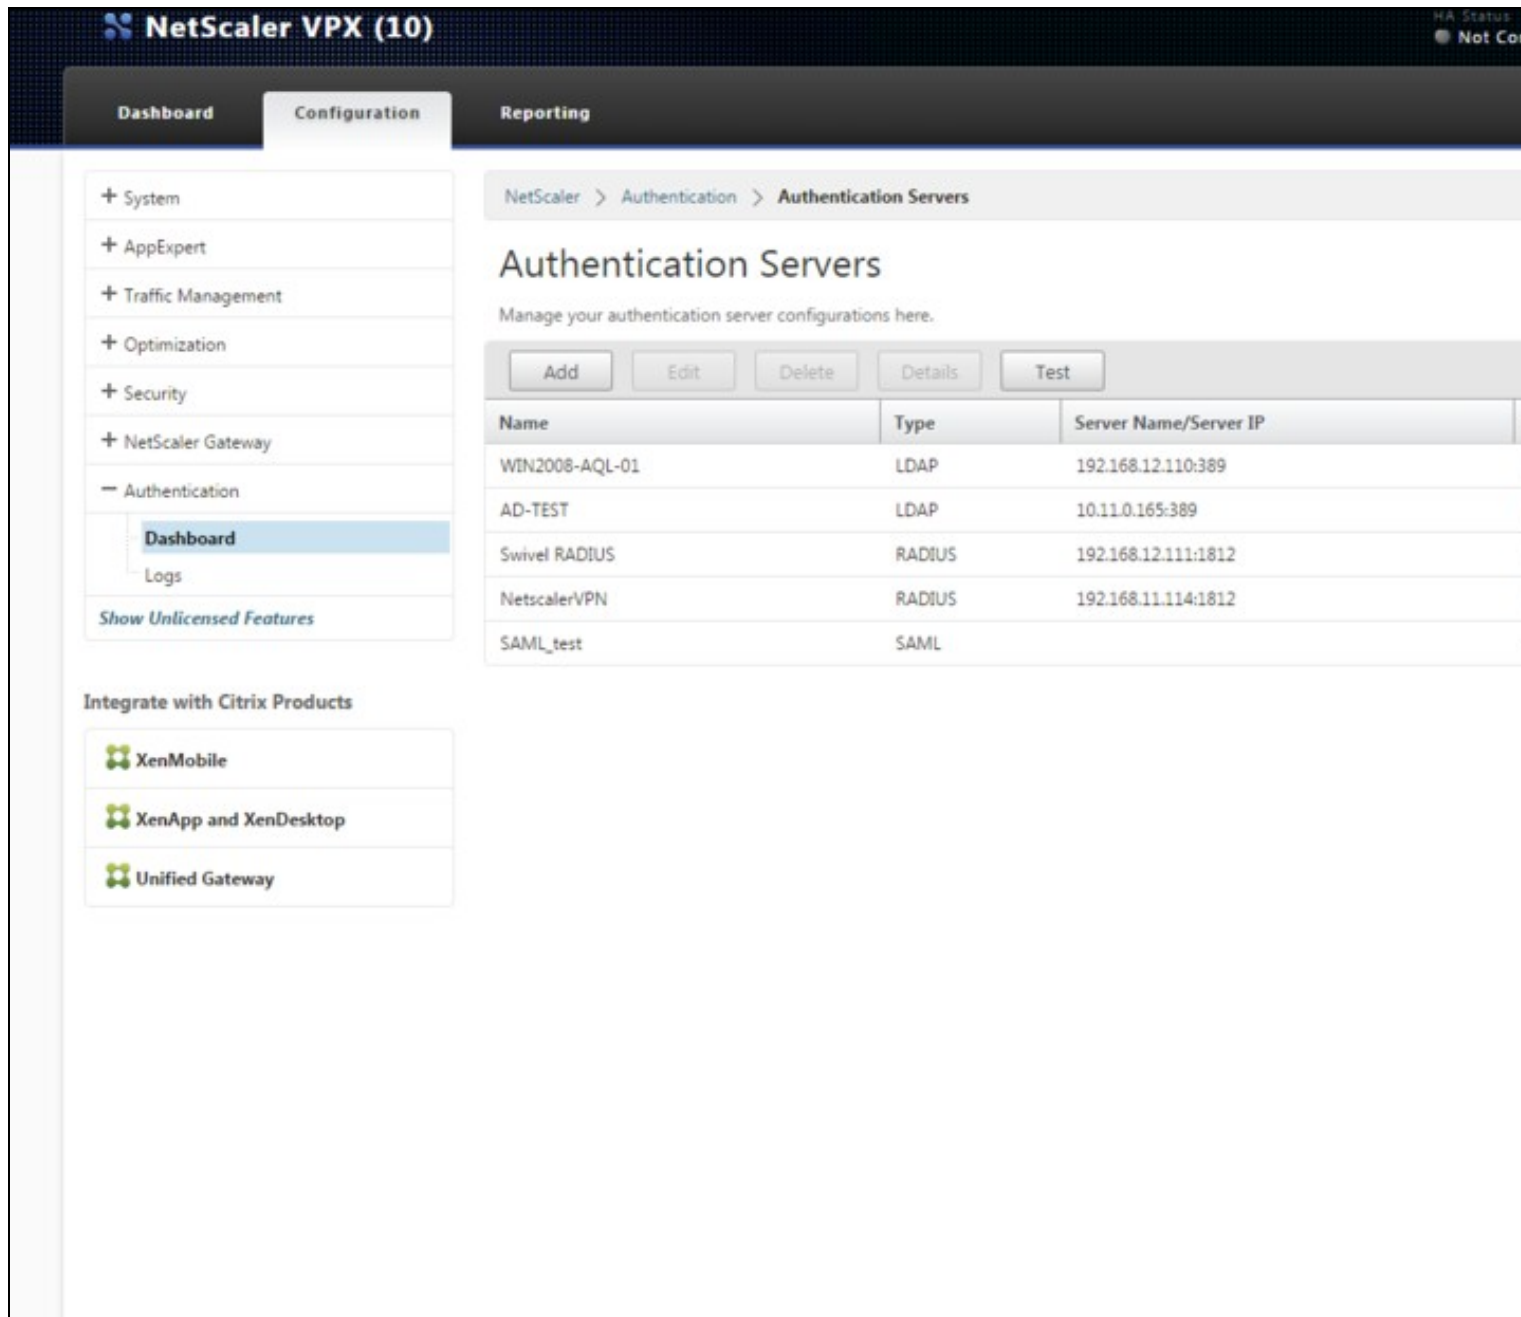 NetScaler VPX (10)
HA Status
Not
Dashboard Configuration Reporting
+ System
+ AppExpert
+ Traffic Management
+ Optimization
+ Security
+ NetScaler Gateway
− Authentication
Dashboard
Logs
Show Unlicensed Features
Integrate with Citrix Products
XenMobile
XenApp and XenDesktop
Unified Gateway
NetScaler > Authentication > Authentication Servers
Authentication Servers
Manage your authentication server configurations here.
Add Edit Delete Details Test
Name Type Server Name/Server IP
WIN2008-AQL-01 LDAP 192.168.12.110:389
AD-TEST LDAP 10.11.0.165:389
Swivel RADIUS RADIUS 192.168.12.111:1812
NetscalerVPN RADIUS 192.168.11.114:1812
SAML_test SAML